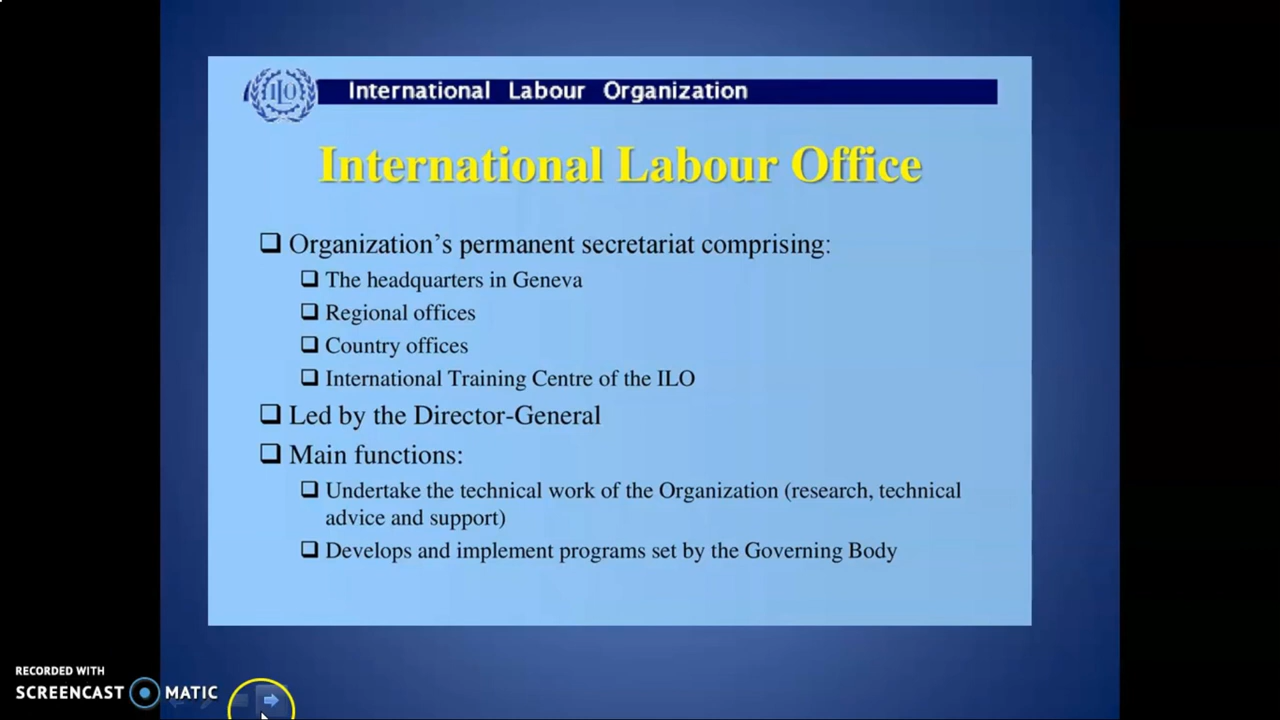 ILO
International Labour Organization
International Labour Office
Organization's permanent secretariat comprising:
The headquarters in Geneva
Regional offices
Country offices
International Training Centre of the ILO
Led by the Director-General
Main functions:
Undertake the technical work of the Organization (research, technical
advice and support)
Develops and implement programs set by the Governing Body
RECORDED WITH
SCREENCAST MATIC